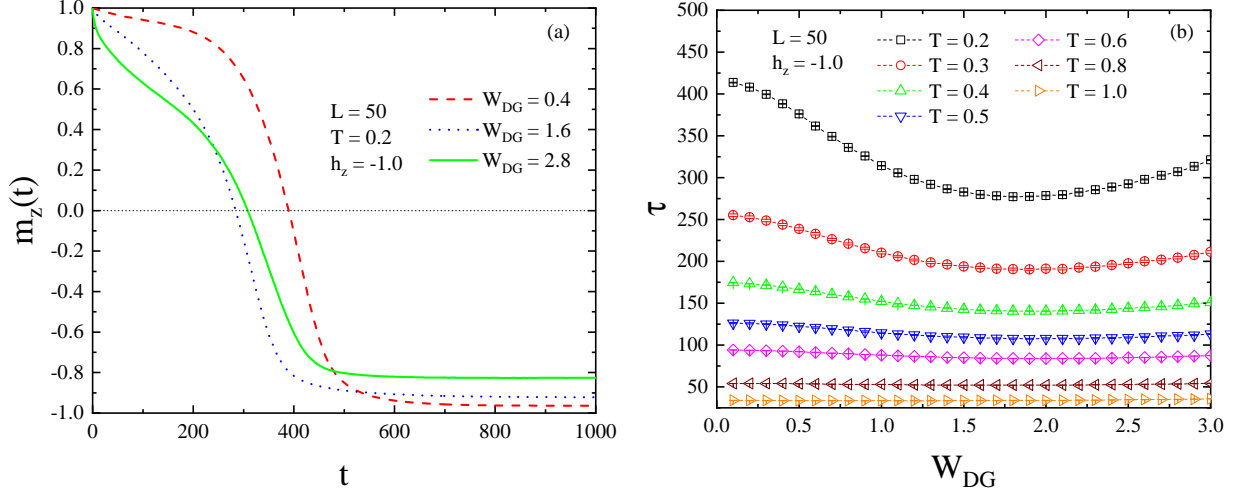 (a)
1.0
0.8
0.6
0.4
0.2
0.0
-0.2
-0.4
-0.6
-0.8
-1.0
m_z(t)
L = 50
T = 0.2
h_z = -1.0
W_DG = 0.4
W_DG = 1.6
W_DG = 2.8
0 200 400 600 800 1000
t
(b)
500
450
400
350
300
250
200
150
100
50
τ
L = 50
h_z = -1.0
T = 0.2
T = 0.3
T = 0.4
T = 0.5
T = 0.6
T = 0.8
T = 1.0
0.0 0.5 1.0 1.5 2.0 2.5 3.0
W_DG